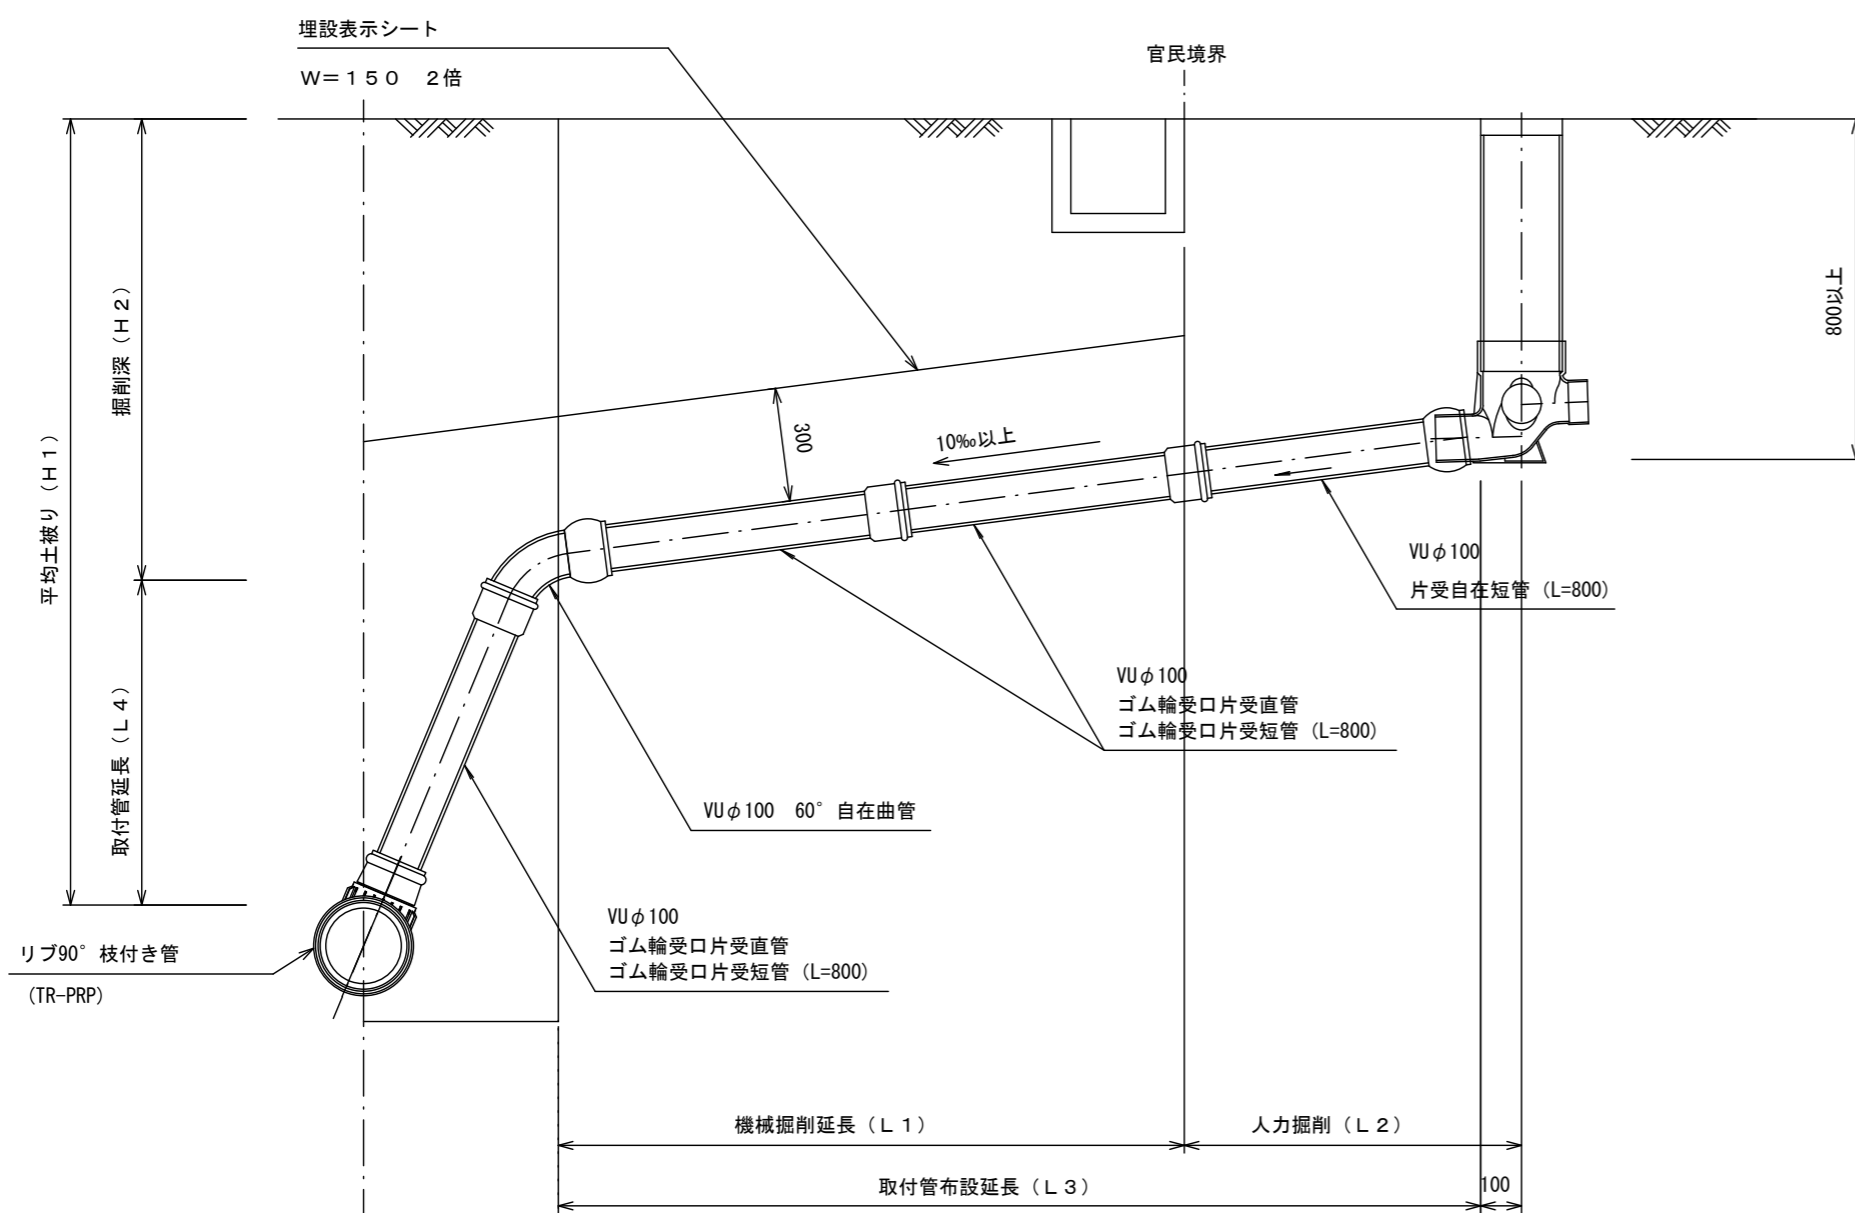 埋設表示シート
W=150 2倍
官民境界
平均土被り(H1)
掘削深(H2)
取付管延長(L4)
800以上
300
10‰以上
VUφ100
片受自在短管 (L=800)
VUφ100
ゴム輪受口片受直管
ゴム輪受口片受短管 (L=800)
VUφ100 60°自在曲管
VUφ100
ゴム輪受口片受直管
ゴム輪受口片受短管 (L=800)
リブ90°枝付き管
(TR-PRP)
機械掘削延長(L1)
人力掘削(L2)
取付管布設延長(L3)
100